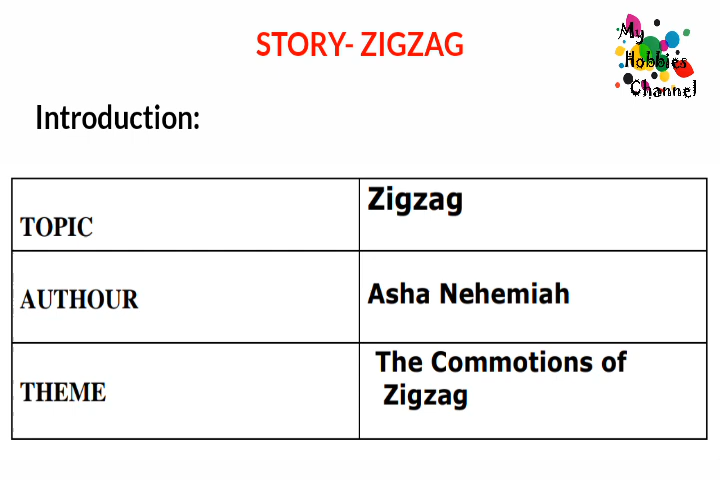 STORY- ZIGZAG
My
Hobbies
Channel
Introduction:
TOPIC
Zigzag
AUTHOUR
Asha Nehemiah
THEME
The Commotions of
Zigzag